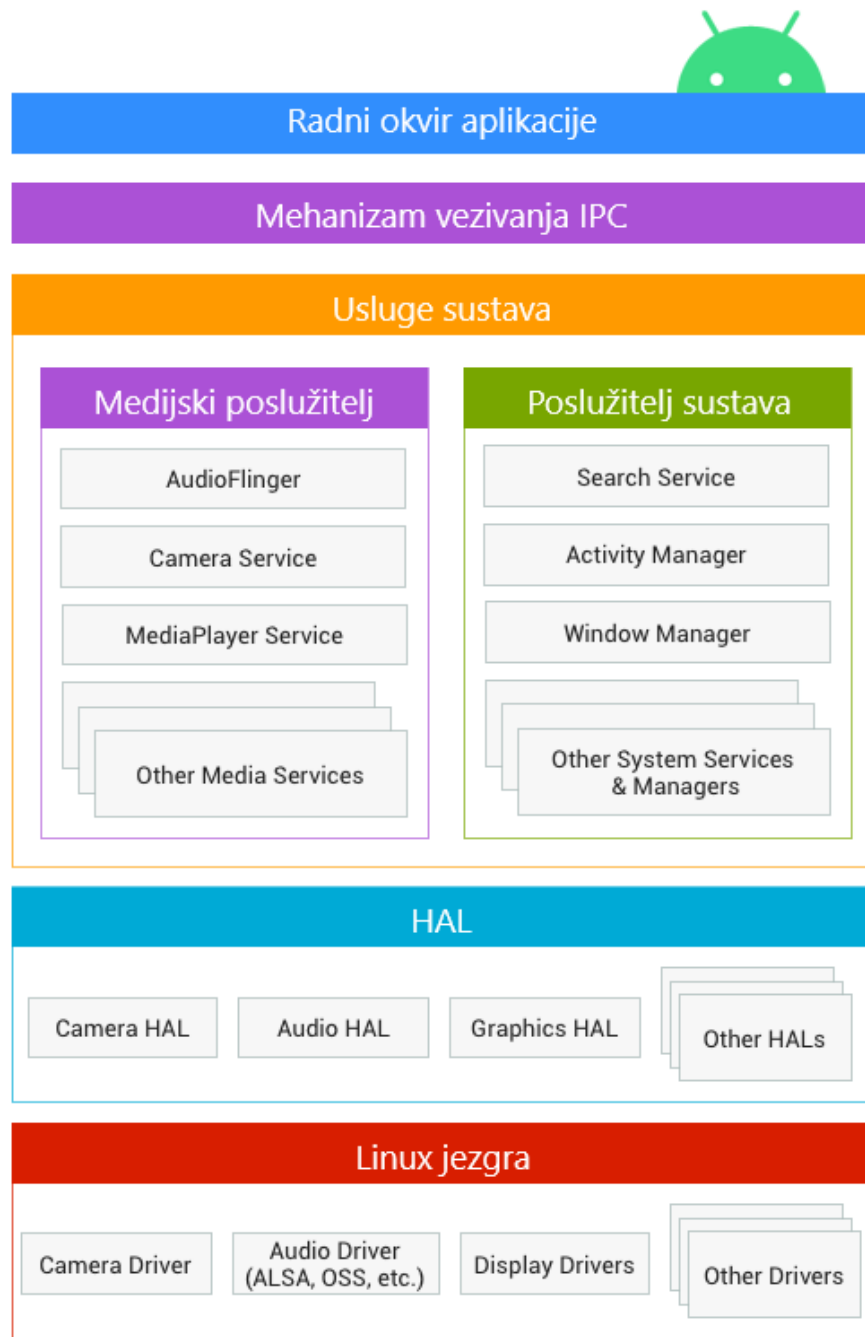 Radni okvir aplikacije
Mehanizam vezivanja IPC
Usluge sustava
Medijski poslužitelj
AudioFlinger
Camera Service
MediaPlayer Service
Other Media Services
Poslužitelj sustava
Search Service
Activity Manager
Window Manager
Other System Services
& Managers
HAL
Camera HAL
Audio HAL
Graphics HAL
Other HALs
Linux jezgra
Camera Driver
Audio Driver
(ALSA, OSS, etc.)
Display Drivers
Other Drivers